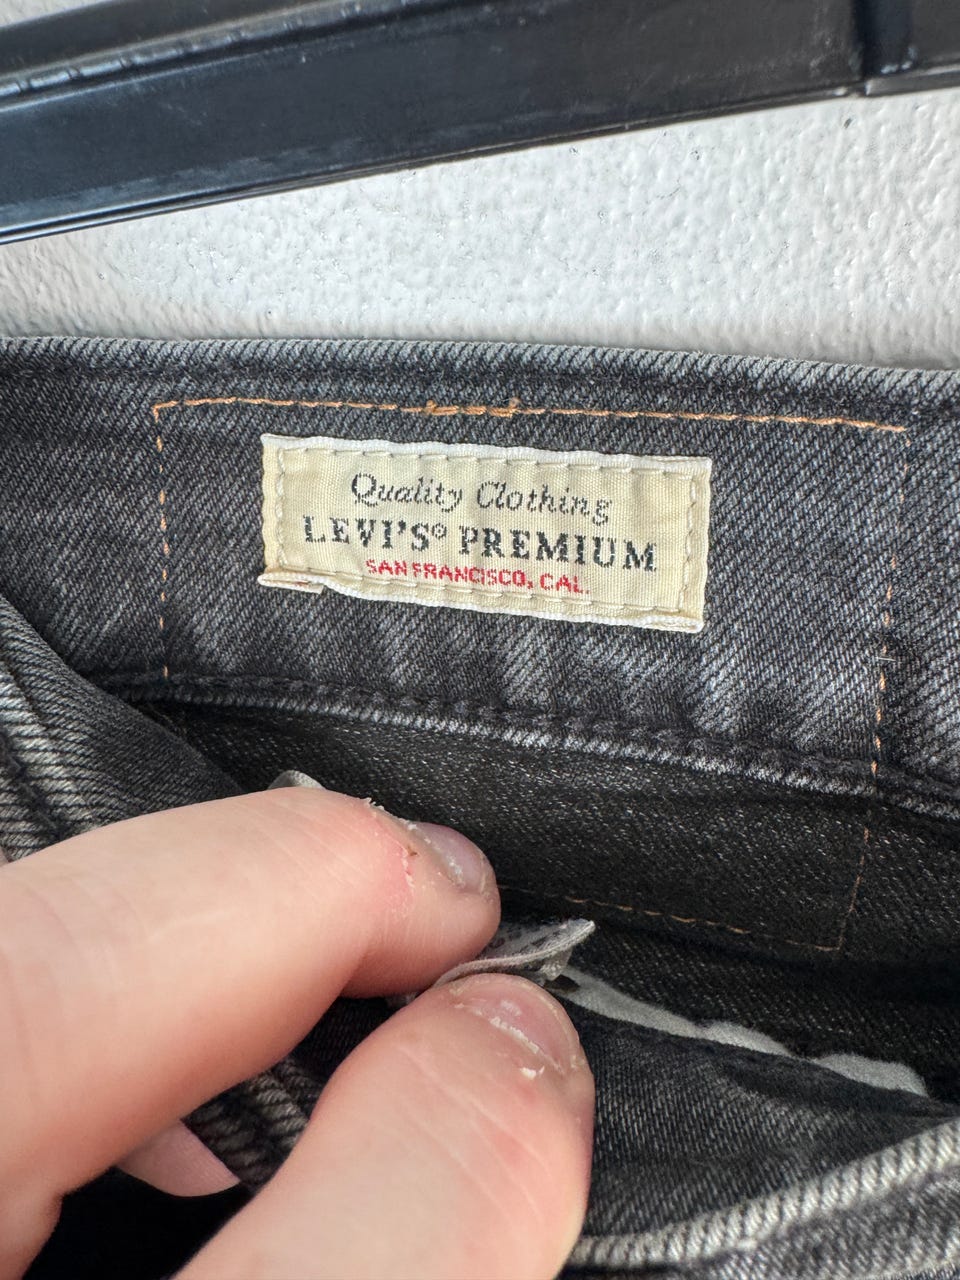 Quality Clothing
LEVI'S® PREMIUM
SAN FRANCISCO, CAL.